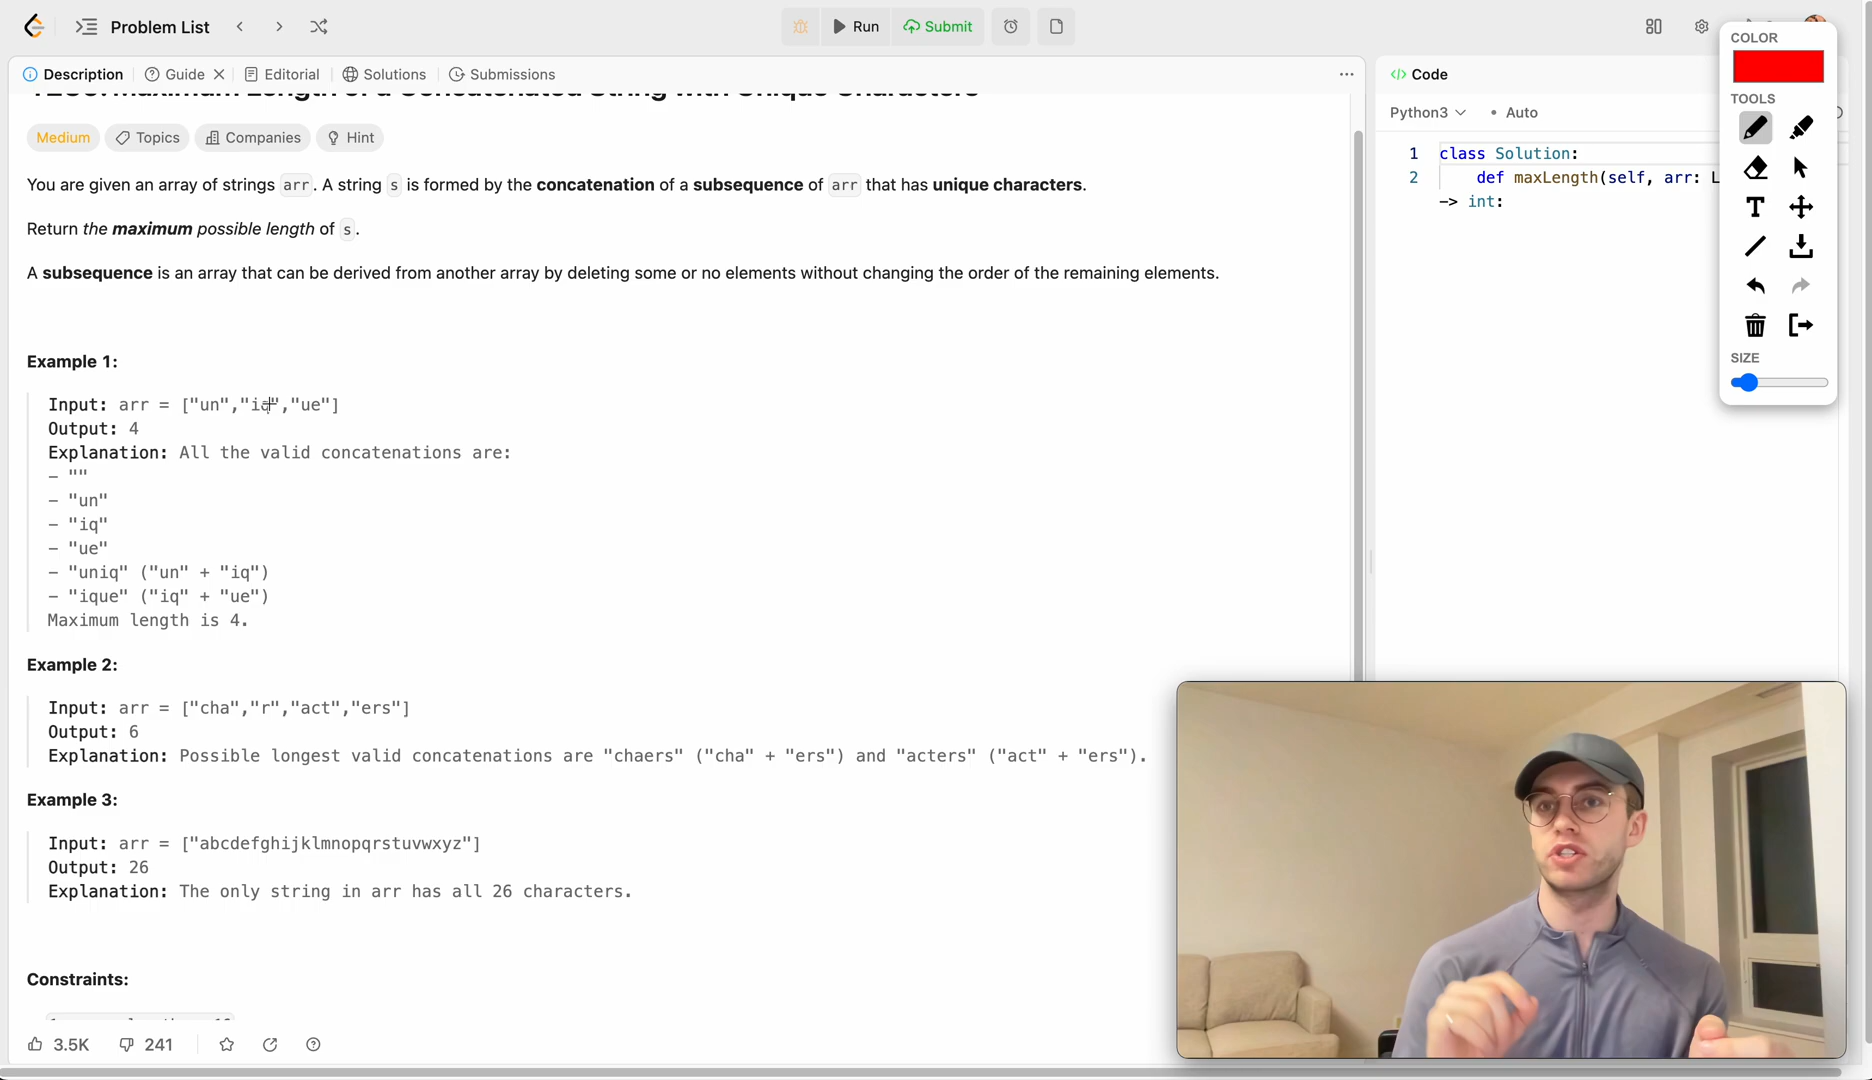 Problem List
Run
Submit
Description
Guide
Editorial
Solutions
Submissions
Code
Medium
Topics
Companies
Hint
You are given an array of strings arr. A string s is formed by the concatenation of a subsequence of arr that has unique characters.
Return the maximum possible length of s.
A subsequence is an array that can be derived from another array by deleting some or no elements without changing the order of the remaining elements.
Example 1:
Input: arr = ["un","iq","ue"]
Output: 4
Explanation: All the valid concatenations are:
- ""
- "un"
- "iq"
- "ue"
- "uniq" ("un" + "iq")
- "ique" ("iq" + "ue")
Maximum length is 4.
Example 2:
Input: arr = ["cha","r","act","ers"]
Output: 6
Explanation: Possible longest valid concatenations are "chaers" ("cha" + "ers") and "acters" ("act" + "ers").
Example 3:
Input: arr = ["abcdefghijklmnopqrstuvwxyz"]
Output: 26
Explanation: The only string in arr has all 26 characters.
Constraints:
3.5K
241
Python3
• Auto
1 class Solution:
2 def maxLength(self, arr: L
-> int:
COLOR
TOOLS
T
SIZE